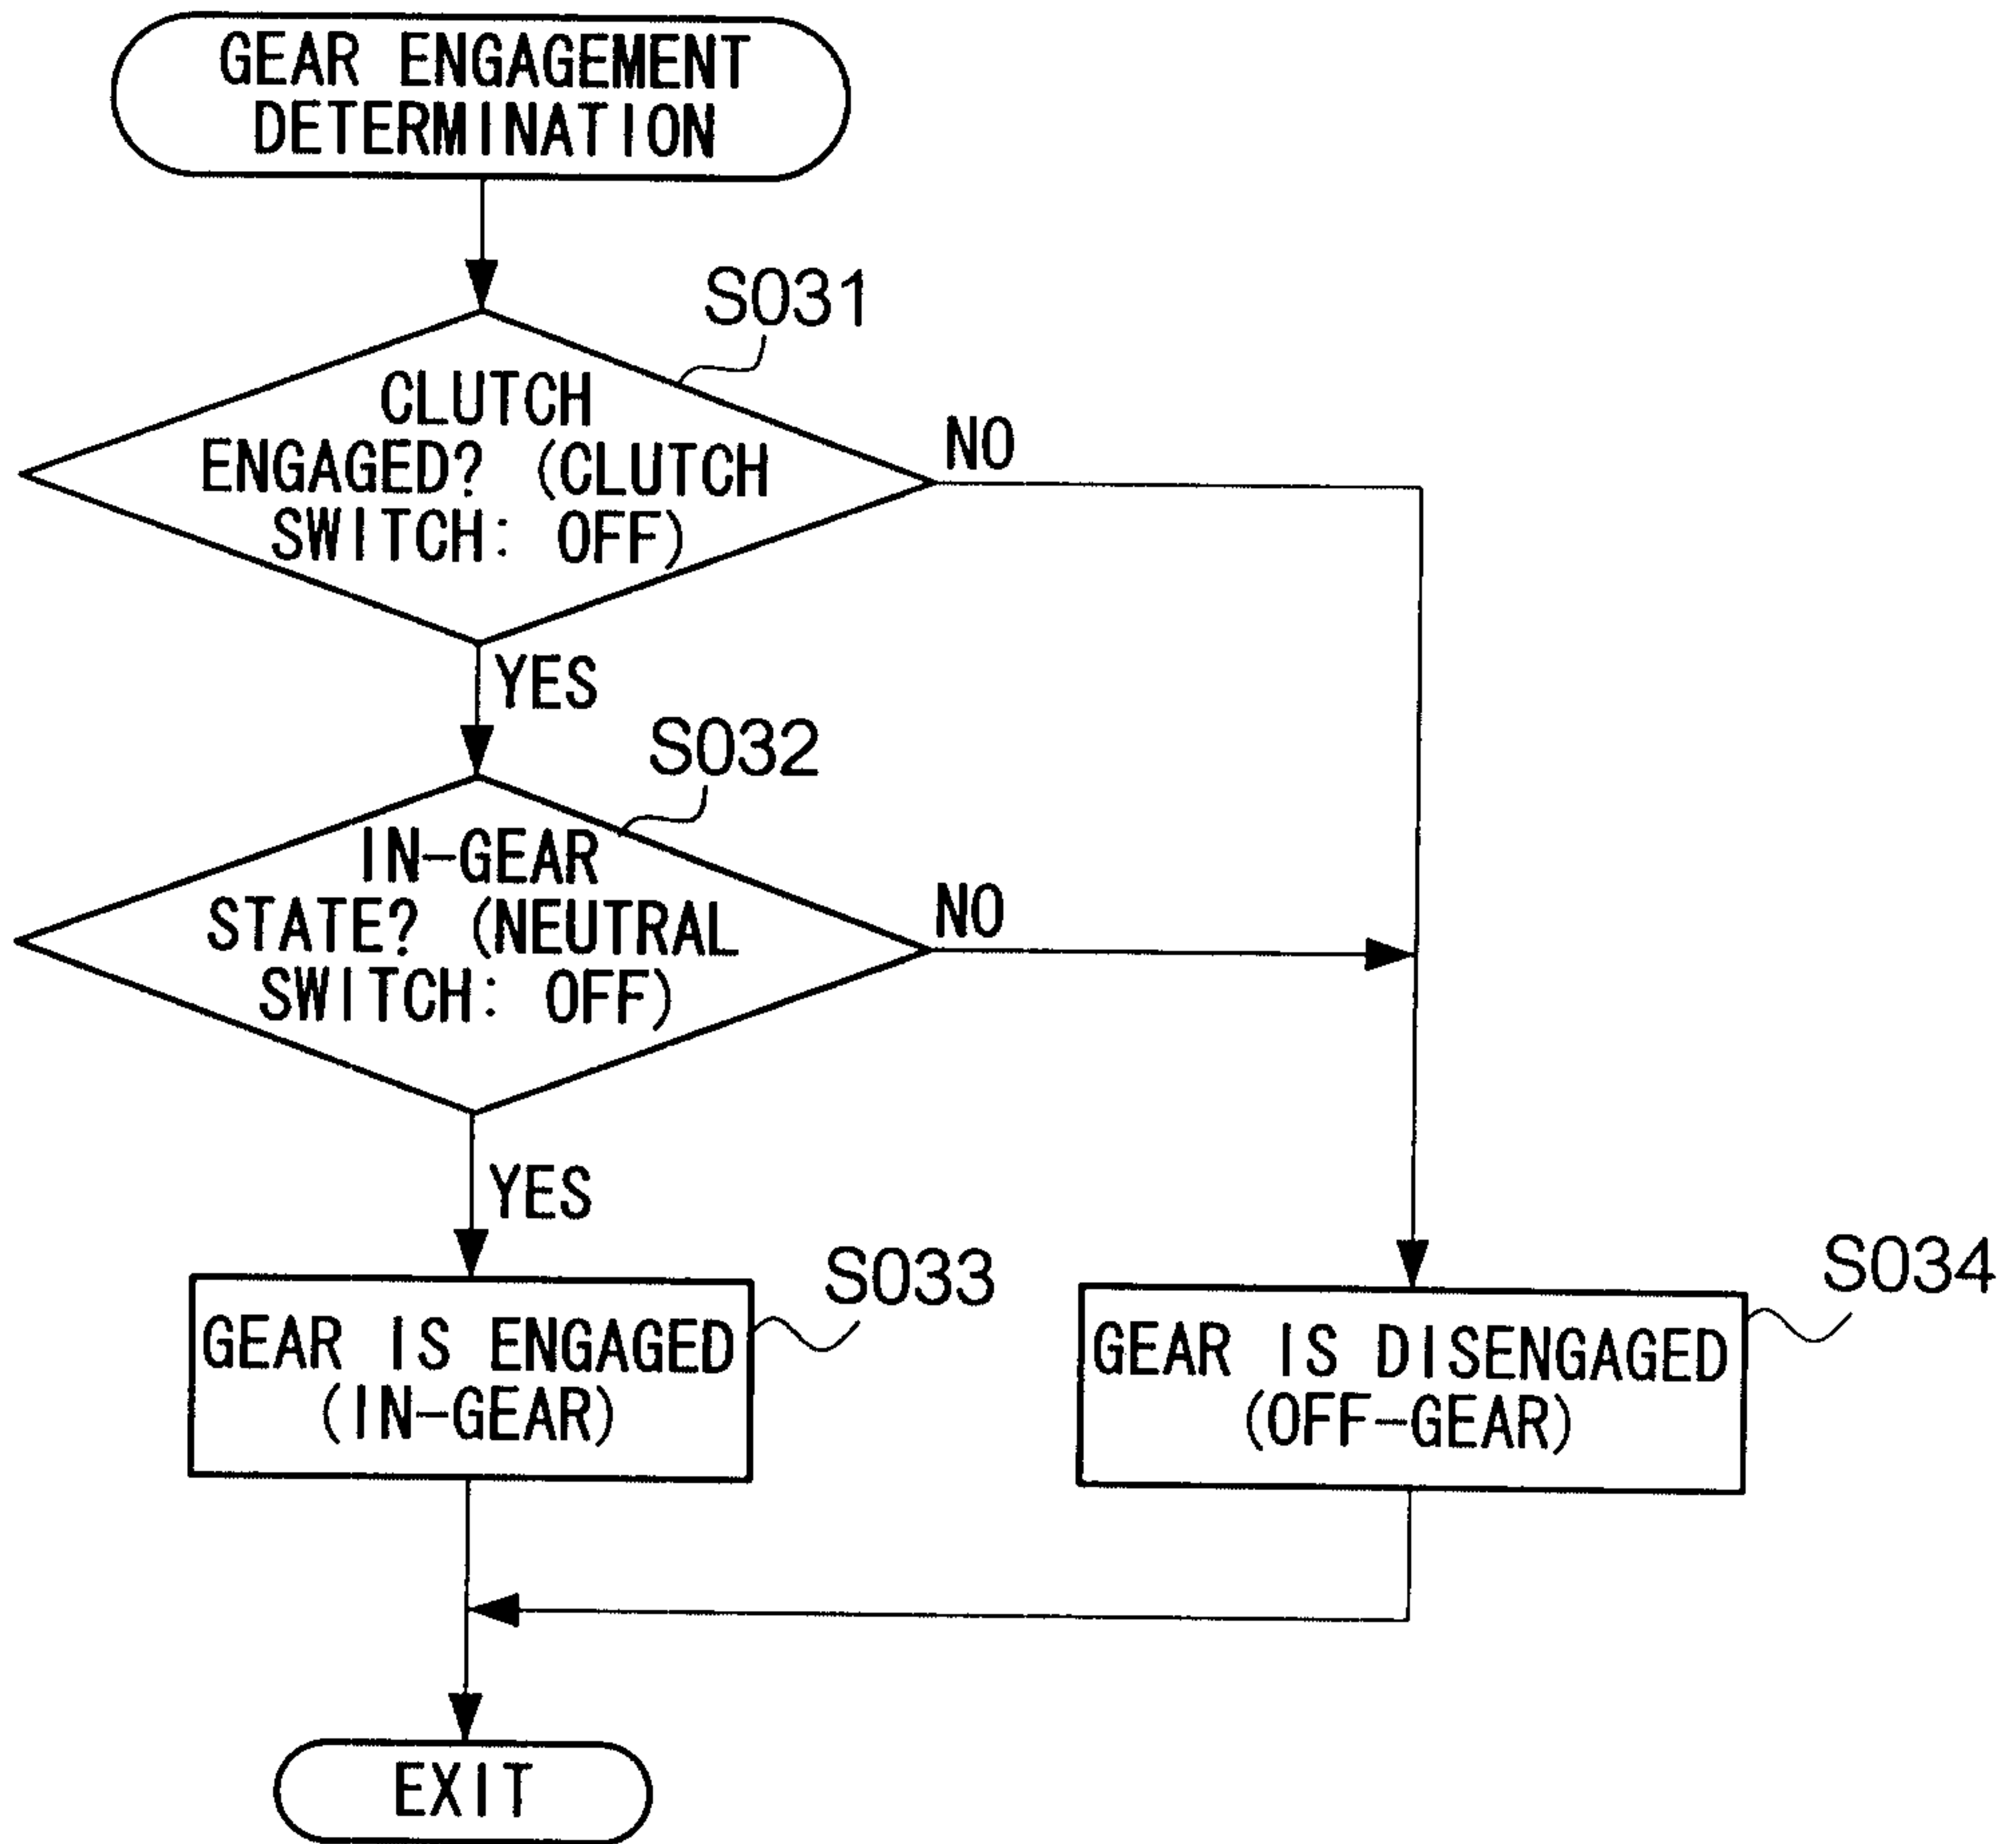 GEAR ENGAGEMENT
DETERMINATION
S031
CLUTCH
ENGAGED? (CLUTCH
SWITCH: OFF)
NO
YES
S032
IN-GEAR
STATE? (NEUTRAL
SWITCH: OFF)
NO
YES
S033
GEAR IS ENGAGED
(IN-GEAR)
S034
GEAR IS DISENGAGED
(OFF-GEAR)
EXIT